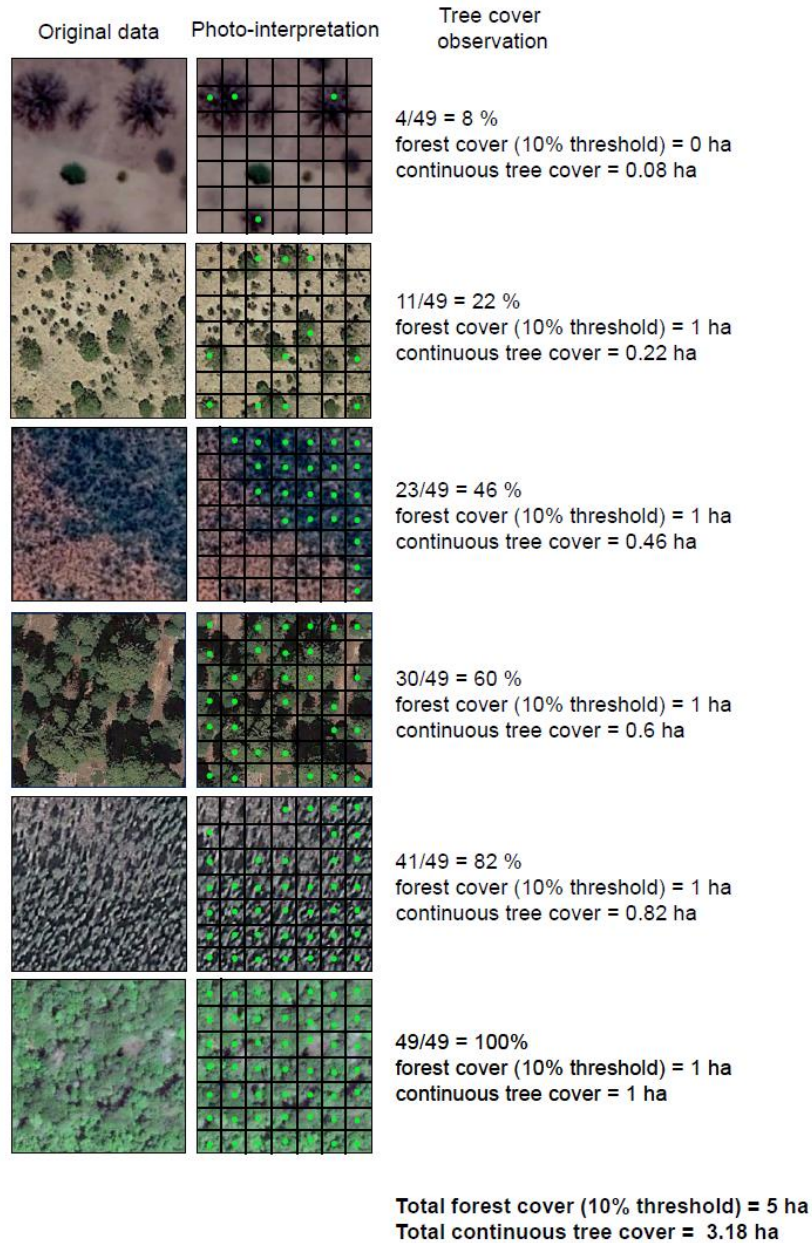 Original data
Photo-interpretation
Tree cover
observation
4/49 = 8 %
forest cover (10% threshold) = 0 ha
continuous tree cover = 0.08 ha
11/49 = 22 %
forest cover (10% threshold) = 1 ha
continuous tree cover = 0.22 ha
23/49 = 46 %
forest cover (10% threshold) = 1 ha
continuous tree cover = 0.46 ha
30/49 = 60 %
forest cover (10% threshold) = 1 ha
continuous tree cover = 0.6 ha
41/49 = 82 %
forest cover (10% threshold) = 1 ha
continuous tree cover = 0.82 ha
49/49 = 100%
forest cover (10% threshold) = 1 ha
continuous tree cover = 1 ha
Total forest cover (10% threshold) = 5 ha
Total continuous tree cover = 3.18 ha